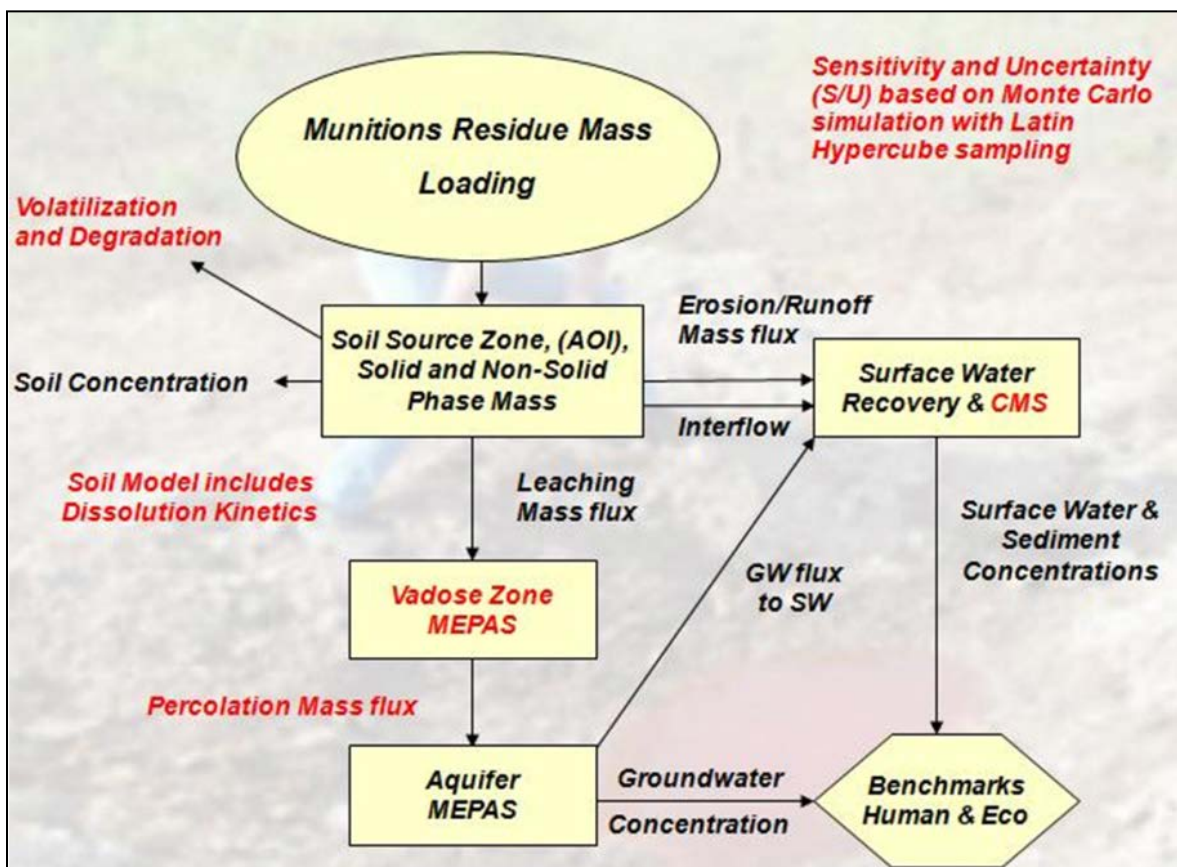 Munitions Residue Mass
Loading
Sensitivity and Uncertainty
(S/U) based on Monte Carlo
simulation with Latin
Hypercube sampling
Volatilization
and Degradation
Soil Source Zone, (AOI),
Solid and Non-Solid
Phase Mass
Erosion/Runoff
Mass flux
Soil Concentration
Interflow
Surface Water
Recovery & CMS
Soil Model includes
Dissolution Kinetics
Leaching
Mass flux
Surface Water &
Sediment
Concentrations
Vadose Zone
MEPAS
GW flux
to SW
Percolation Mass flux
Aquifer
MEPAS
Groundwater
Concentration
Benchmarks
Human & Eco